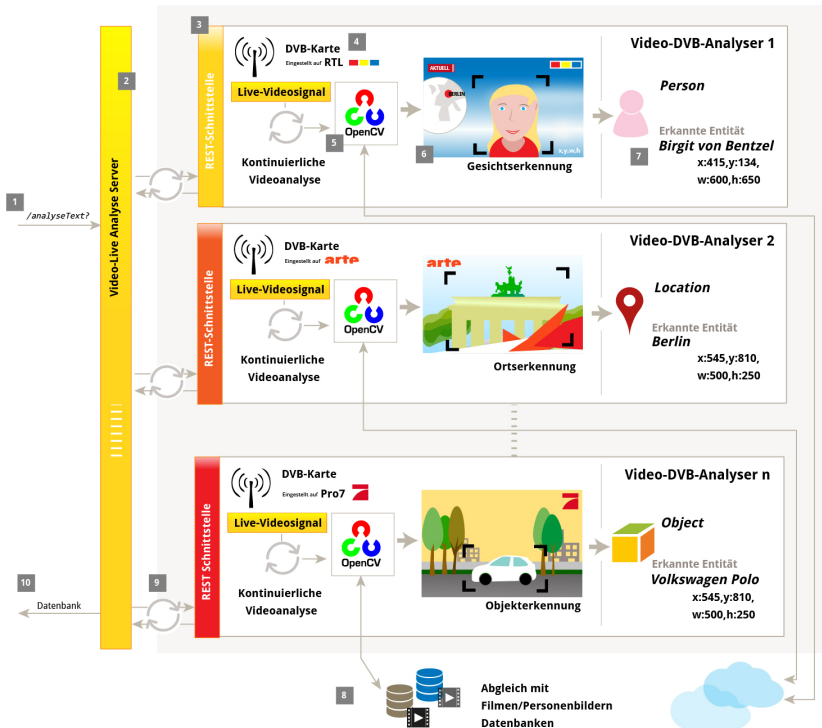 1
/analyseText?
2
Video-Live Analyse Server
10
Datenbank
9
3
REST-Schnittstelle
DVB-Karte
4
Eingestellt auf RTL
Live-Videosignal
5
OpenCV
Kontinuierliche
Videoanalyse
AKTUELL
BERLIN
x,y,w,h
6
Gesichtserkennung
Video-DVB-Analyser 1
Person
7
Erkannte Entität
Birgit von Bentzel
x:415,y:134,
w:600,h:650
REST-Schnittstelle
DVB-Karte
Eingestellt auf arte
Live-Videosignal
OpenCV
Kontinuierliche
Videoanalyse
arte
Ortserkennung
Video-DVB-Analyser 2
Location
Erkannte Entität
Berlin
x:545,y:810,
w:500,h:250
REST Schnittstelle
DVB-Karte
Eingestellt auf Pro7
Live-Videosignal
OpenCV
Kontinuierliche
Videoanalyse
Objekterkennung
Video-DVB-Analyser n
Object
Erkannte Entität
Volkswagen Polo
x:545,y:810,
w:500,h:250
8
Abgleich mit
Filmen/Personenbildern
Datenbanken